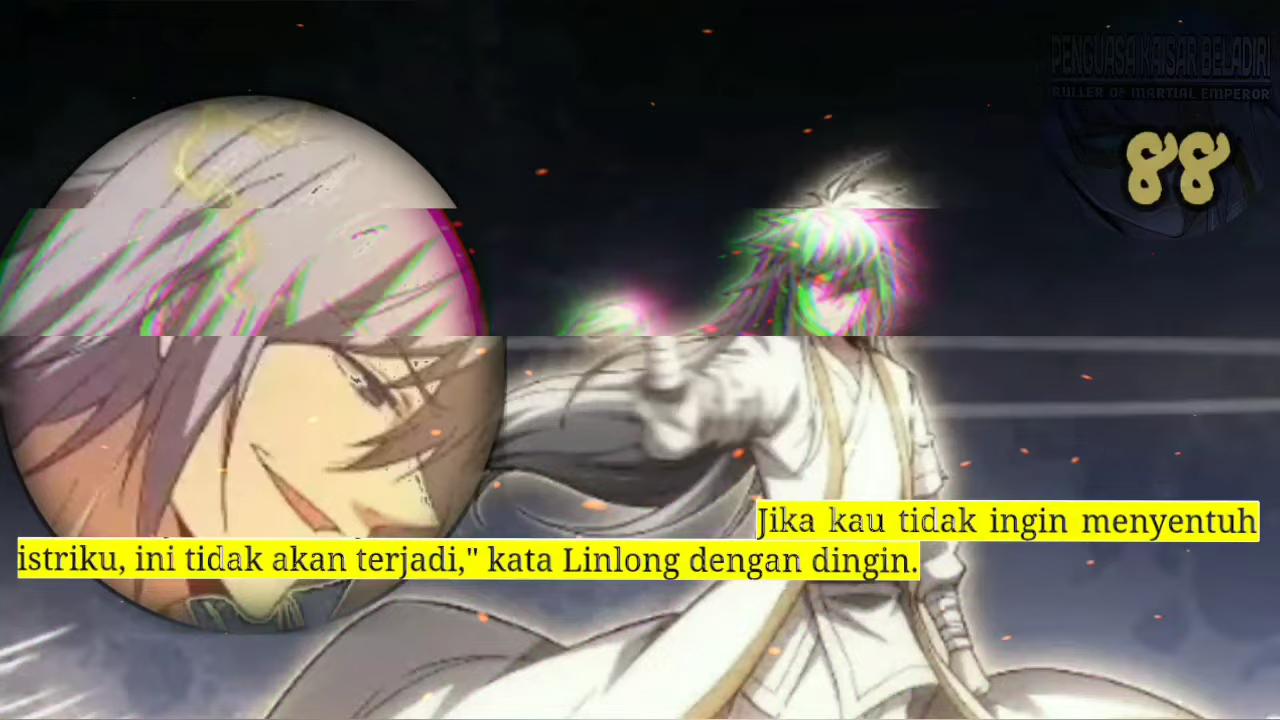 PENGUASA KAISAR BELADIRI
RULLER OF MARTIAL EMPEROR
88
Jika kau tidak ingin menyentuh
istriku, ini tidak akan terjadi," kata Linlong dengan dingin.